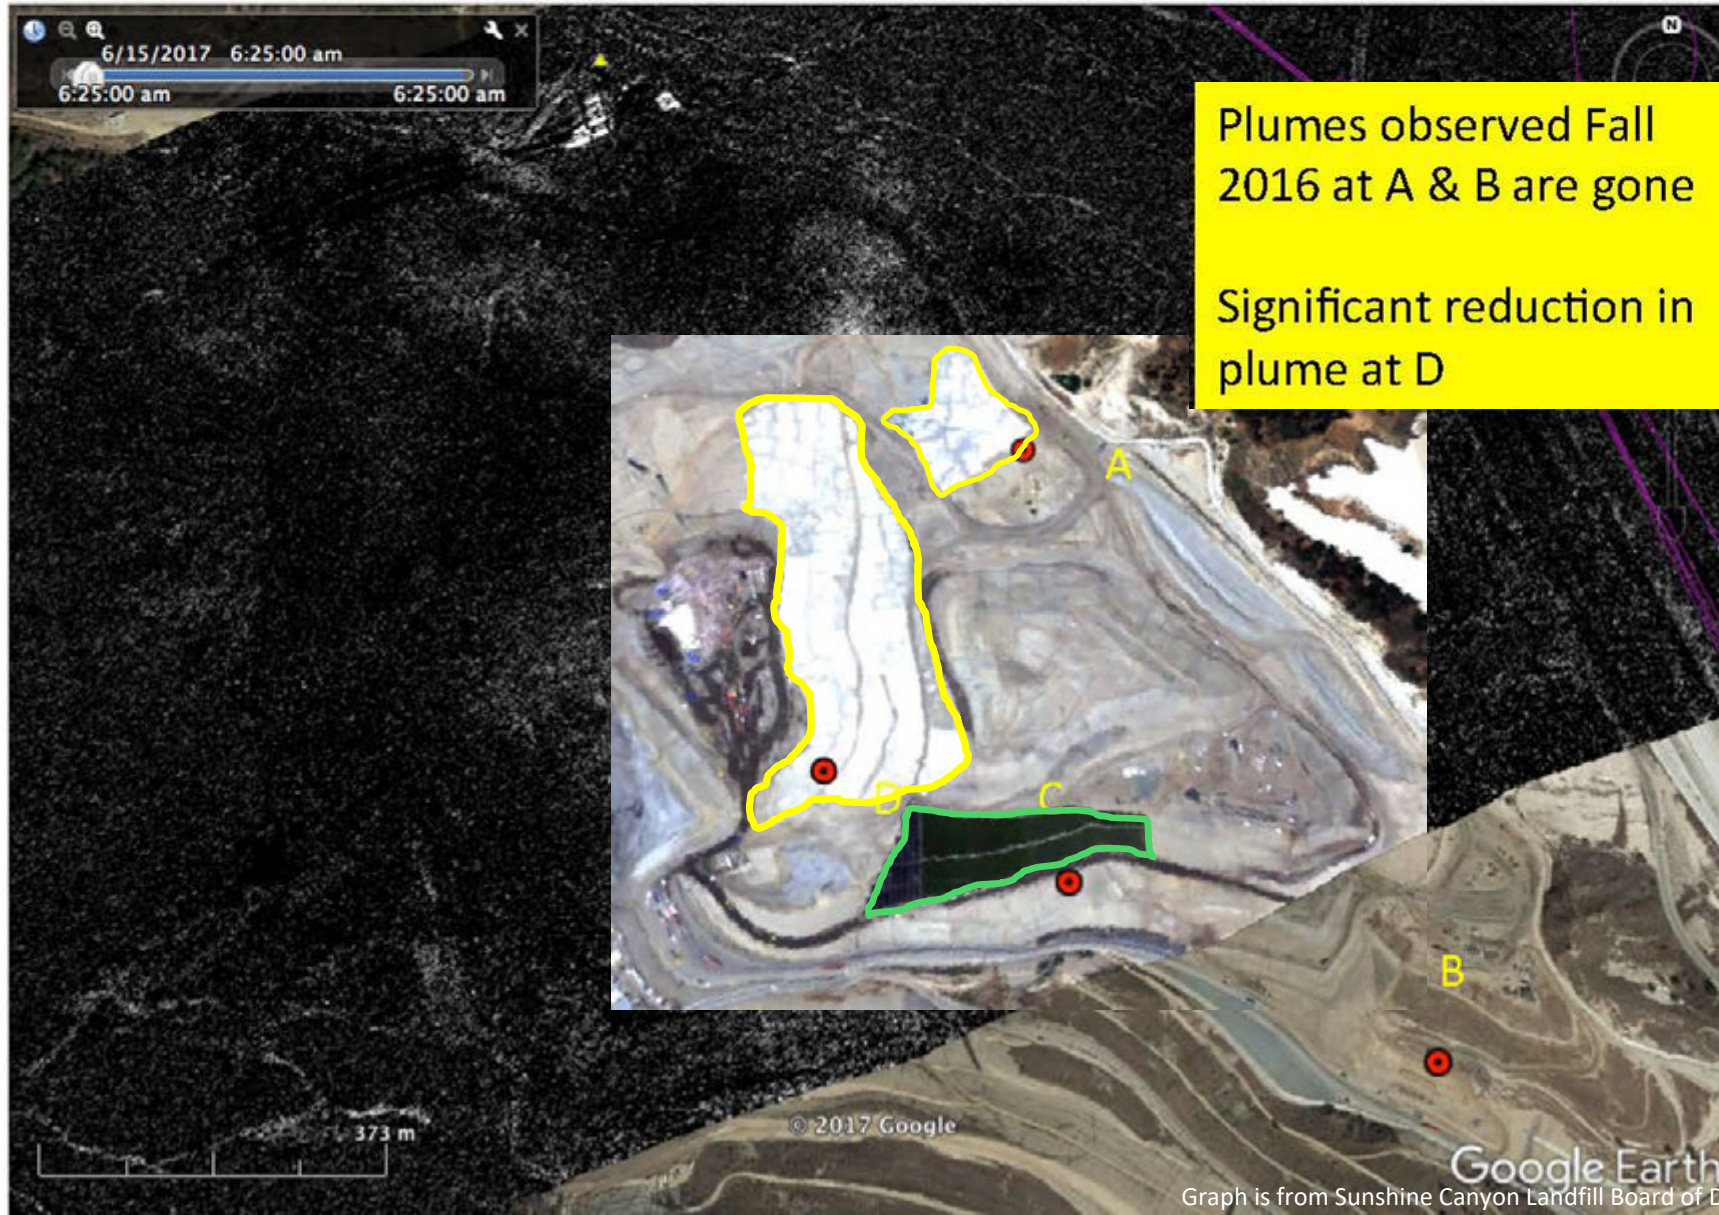 6/15/2017 6:25:00 am
6:25:00 am 6:25:00 am
N
Plumes observed Fall
2016 at A & B are gone
Significant reduction in
plume at D
A
D
C
B
373 m
© 2017 Google
Google Earth
Graph is from Sunshine Canyon Landfill Board of D